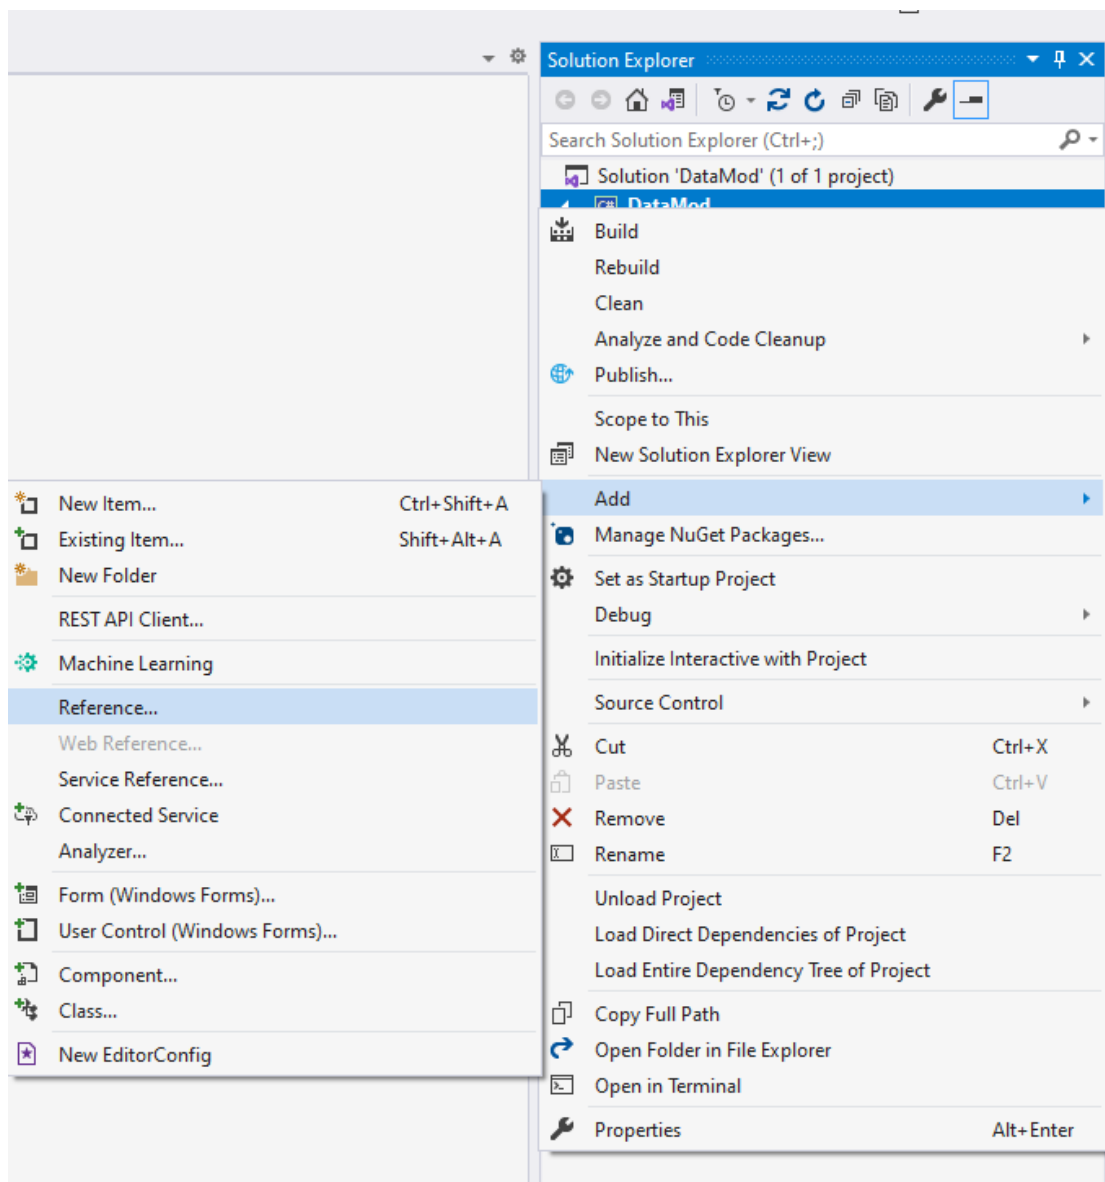 Solution Explorer
Search Solution Explorer (Ctrl+;)
Solution 'DataMod' (1 of 1 project)
C# DataMod
Build
Rebuild
Clean
Analyze and Code Cleanup
Publish...
Scope to This
New Solution Explorer View
Add
Manage NuGet Packages...
Set as Startup Project
Debug
Initialize Interactive with Project
Source Control
Cut Ctrl+X
Paste Ctrl+V
Remove Del
Rename F2
Unload Project
Load Direct Dependencies of Project
Load Entire Dependency Tree of Project
Copy Full Path
Open Folder in File Explorer
Open in Terminal
Properties Alt+Enter
New Item... Ctrl+Shift+A
Existing Item... Shift+Alt+A
New Folder
REST API Client...
Machine Learning
Reference...
Web Reference...
Service Reference...
Connected Service
Analyzer...
Form (Windows Forms)...
User Control (Windows Forms)...
Component...
Class...
New EditorConfig